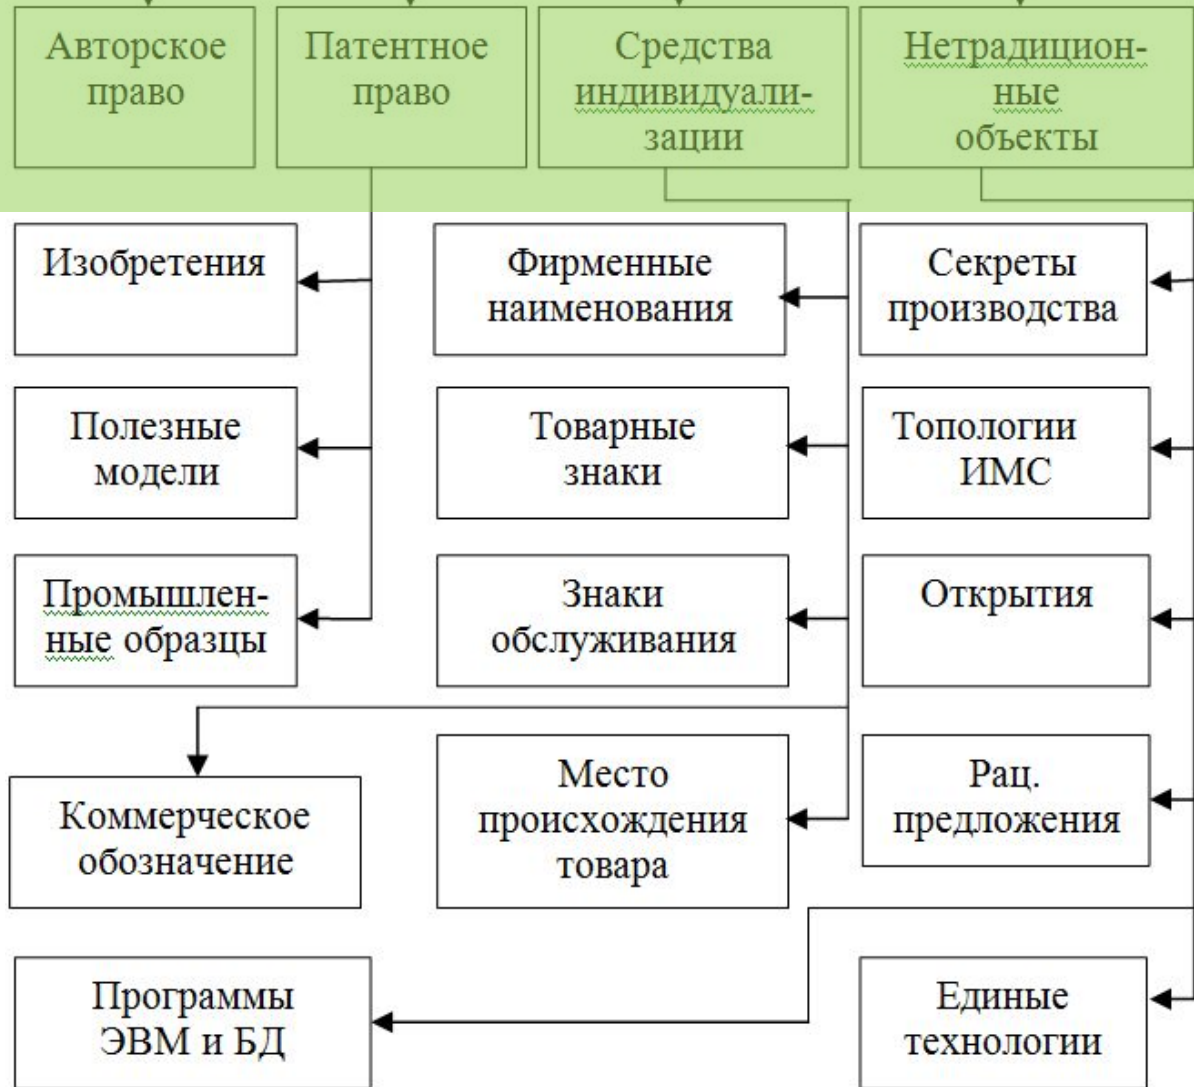 Авторское
право
Патентное
право
Средства
индивидуали-
зации
Нетрадицион-
ные
объекты
Изобретения
Фирменные
наименования
Секреты
производства
Полезные
модели
Товарные
знаки
Топологии
ИМС
Промышлен-
ные образцы
Знаки
обслуживания
Открытия
Коммерческое
обозначение
Место
происхождения
товара
Рац.
предложения
Программы
ЭВМ и БД
Единые
технологии